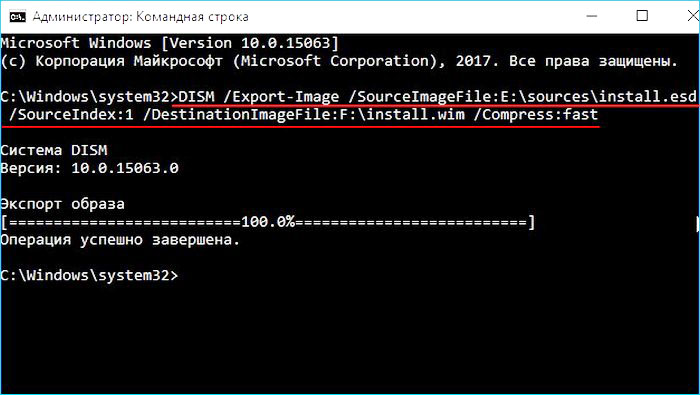 Администратор: Командная строка
Microsoft Windows [Version 10.0.15063]
(c) Корпорация Майкрософт (Microsoft Corporation), 2017. Все права защищены.
C:\Windows\system32>DISM /Export-Image /SourceImageFile:E:\sources\install.esd
/SourceIndex:1 /DestinationImageFile:F:\install.wim /Compress:fast
Cистема DISM
Версия: 10.0.15063.0
Экспорт образа
[==========================100.0%==========================]
Операция успешно завершена.
C:\Windows\system32>